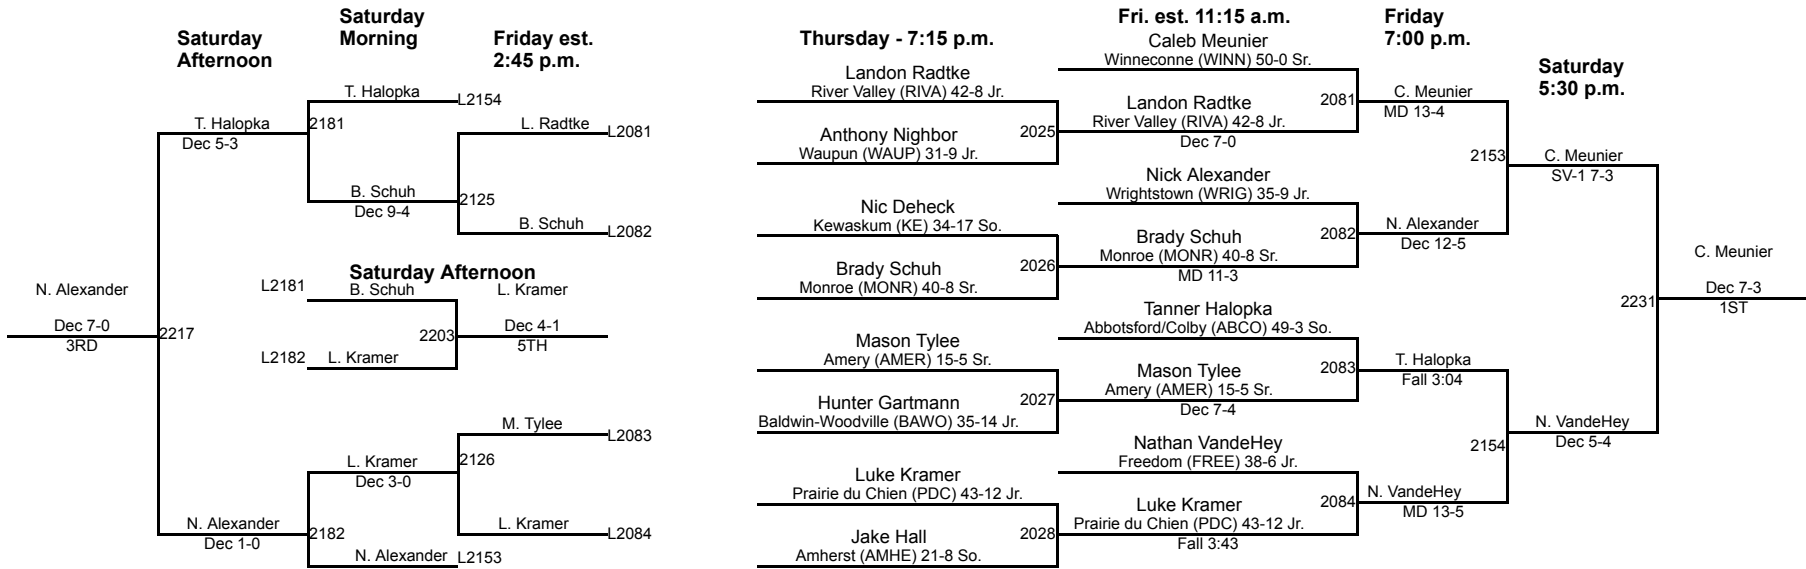 Saturday
Afternoon
Saturday
Morning
Friday est.
2:45 p.m.
T. Halopka
L2154
T. Halopka
2181
Dec 5-3
L. Radtke
L2081
B. Schuh
2125
Dec 9-4
B. Schuh
L2082
Saturday Afternoon
L2181
B. Schuh
L. Kramer
N. Alexander
Dec 7-0
2217
3RD
2203
Dec 4-1
5TH
L2182
L. Kramer
M. Tylee
L2083
L. Kramer
2126
Dec 3-0
N. Alexander
2182
Dec 1-0
L. Kramer
L2084
N. Alexander
L2153
Thursday - 7:15 p.m.
Landon Radtke
River Valley (RIVA) 42-8 Jr.
2025
Anthony Nighbor
Waupun (WAUP) 31-9 Jr.
Nic Deheck
Kewaskum (KE) 34-17 So.
2026
Brady Schuh
Monroe (MONR) 40-8 Sr.
Mason Tylee
Amery (AMER) 15-5 Sr.
2027
Hunter Gartmann
Baldwin-Woodville (BAWO) 35-14 Jr.
Luke Kramer
Prairie du Chien (PDC) 43-12 Jr.
2028
Jake Hall
Amherst (AMHE) 21-8 So.
Fri. est. 11:15 a.m.
Caleb Meunier
Winneconne (WINN) 50-0 Sr.
2081
Landon Radtke
River Valley (RIVA) 42-8 Jr.
Dec 7-0
Nick Alexander
Wrightstown (WRIG) 35-9 Jr.
2082
Brady Schuh
Monroe (MONR) 40-8 Sr.
MD 11-3
Tanner Halopka
Abbotsford/Colby (ABCO) 49-3 So.
2083
Mason Tylee
Amery (AMER) 15-5 Sr.
Dec 7-4
Nathan VandeHey
Freedom (FREE) 38-6 Jr.
2084
Luke Kramer
Prairie du Chien (PDC) 43-12 Jr.
Fall 3:43
Friday
7:00 p.m.
C. Meunier
MD 13-4
2153
N. Alexander
Dec 12-5
T. Halopka
Fall 3:04
2154
N. VandeHey
MD 13-5
Saturday
5:30 p.m.
C. Meunier
SV-1 7-3
2231
N. VandeHey
Dec 5-4
C. Meunier
Dec 7-3
1ST